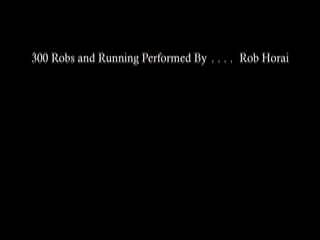 300 Robs and Running Performed By . . . . Rob Horai